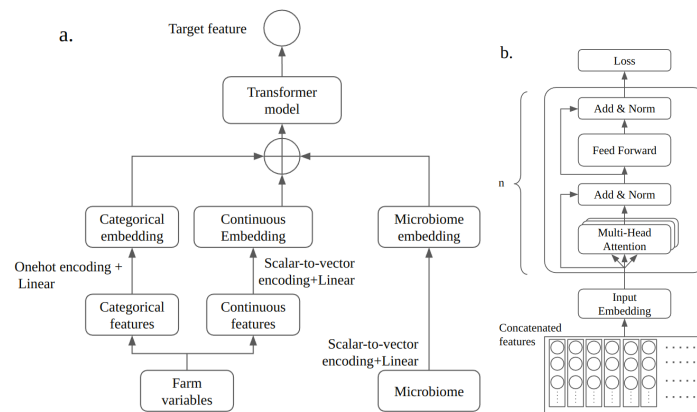 a.
Target feature
Transformer
model
Categorical
embedding
Continuous
Embedding
Microbiome
embedding
Onehot encoding +
Linear
Scalar-to-vector
encoding+Linear
Categorical
features
Continuous
features
Scalar-to-vector
encoding+Linear
Farm
variables
Microbiome
b.
Loss
Add & Norm
Feed Forward
n
Add & Norm
Multi-Head
Attention
Input
Embedding
Concatenated
features